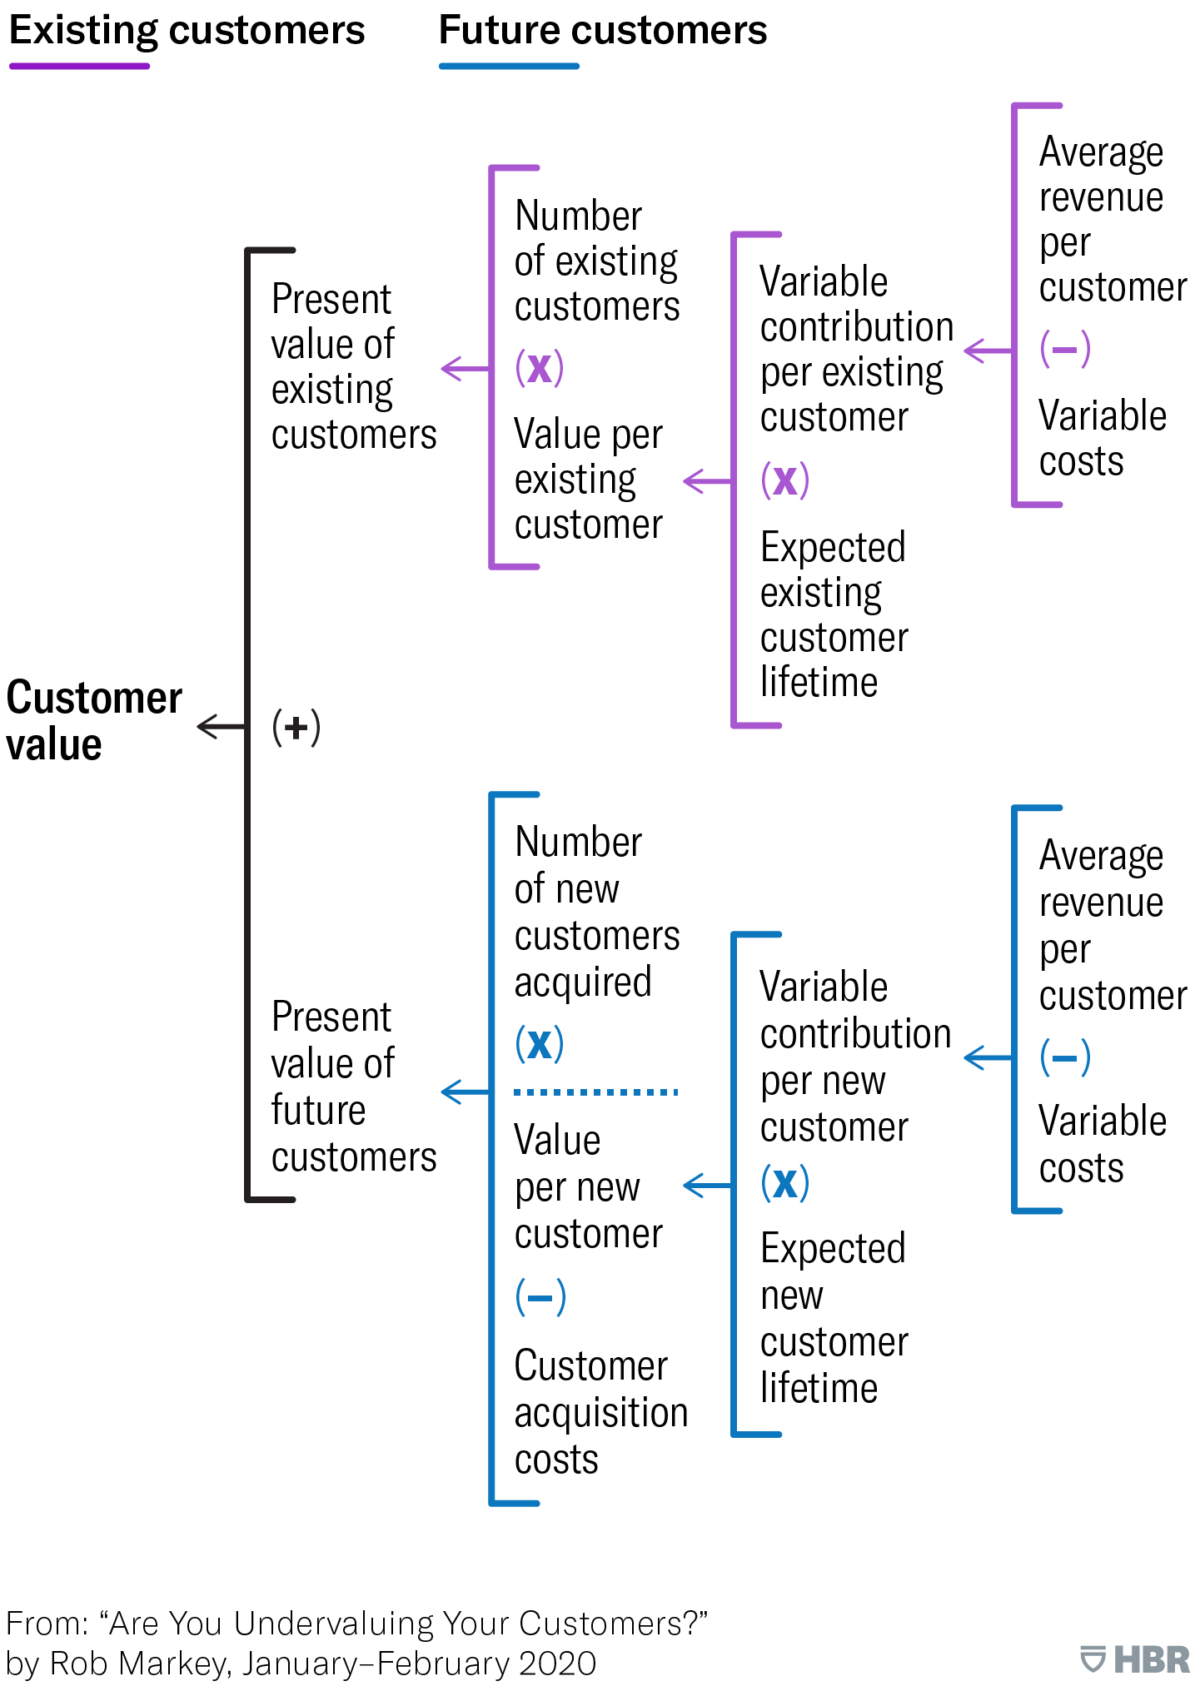 Existing customers
Future customers
Customer
value
Present
value of
existing
customers
(+)
Present
value of
future
customers
Number
of existing
customers
(x)
Value per
existing
customer
Variable
contribution
per existing
customer
(x)
Expected
existing
customer
lifetime
Average
revenue
per
customer
(–)
Variable
costs
Number
of new
customers
acquired
(x)
Value
per new
customer
(–)
Customer
acquisition
costs
Variable
contribution
per new
customer
(x)
Expected
new
customer
lifetime
Average
revenue
per
customer
(–)
Variable
costs
From: “Are You Undervaluing Your Customers?”
by Rob Markey, January–February 2020
HBR